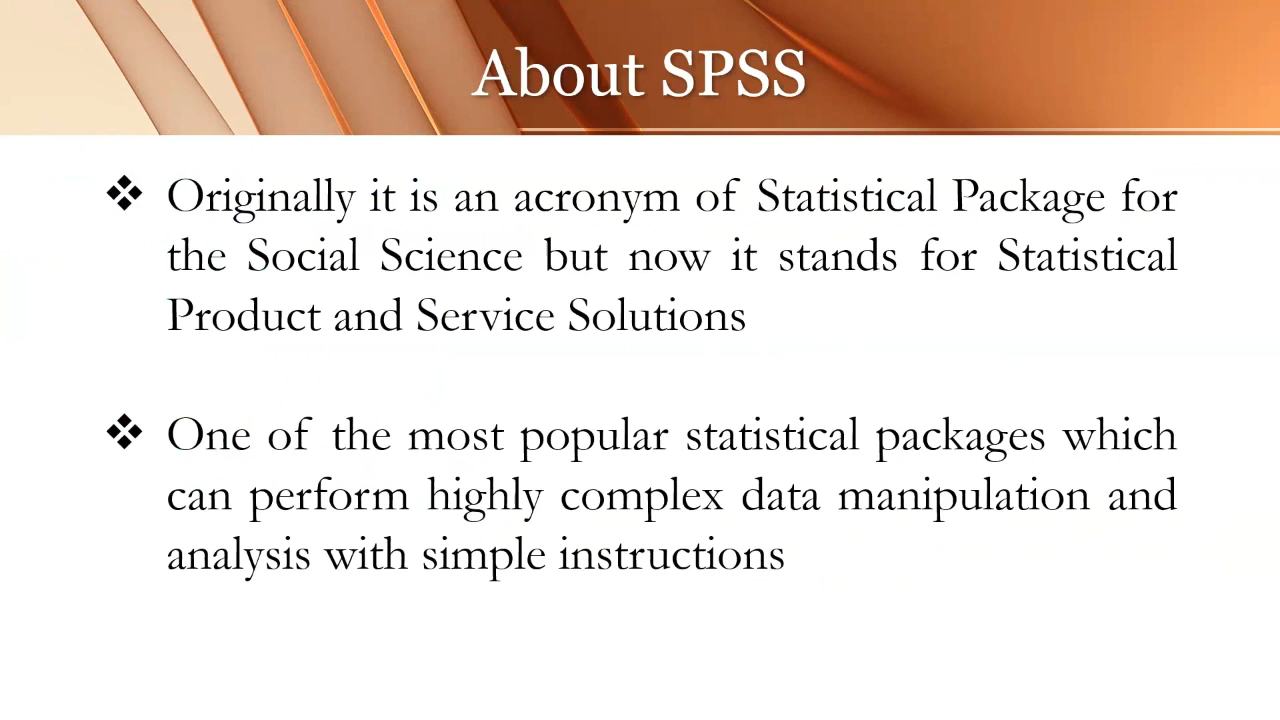 About SPSS
❖ Originally it is an acronym of Statistical Package for
the Social Science but now it stands for Statistical
Product and Service Solutions
❖ One of the most popular statistical packages which
can perform highly complex data manipulation and
analysis with simple instructions